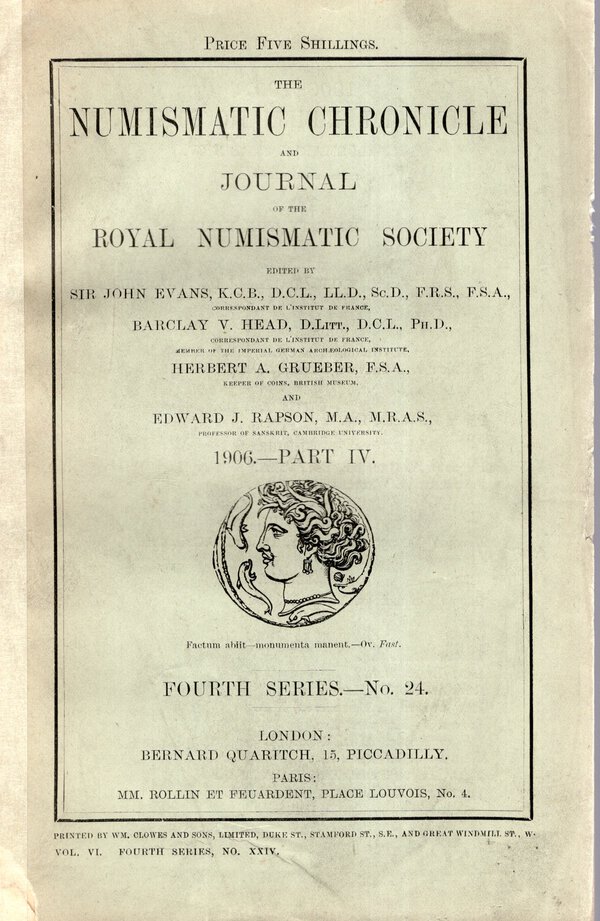 PRICE FIVE SHILLINGS.
THE
NUMISMATIC CHRONICLE
AND
JOURNAL
OF THE
ROYAL NUMISMATIC SOCIETY
EDITED BY
SIR JOHN EVANS, K.C.B., D.C.L., LL.D., Sc.D., F.R.S., F.S.A.,
CORRESPONDANT DE L'INSTITUT DE FRANCE,
BARCLAY V. HEAD, D.Litt., D.C.L., Ph.D.,
CORRESPONDANT DE L'INSTITUT DE FRANCE,
MEMBER OF THE IMPERIAL GERMAN ARCHÆOLOGICAL INSTITUTE,
HERBERT A. GRUEBER, F.S.A.,
KEEPER OF COINS, BRITISH MUSEUM,
AND
EDWARD J. RAPSON, M.A., M.R.A.S.,
PROFESSOR OF SANSKRIT, CAMBRIDGE UNIVERSITY.
1906.—PART IV.
Factum abiit—monumenta manent.—Ov. Fast.
FOURTH SERIES.—No. 24.
LONDON:
BERNARD QUARITCH, 15, PICCADILLY.
PARIS:
MM. ROLLIN ET FEUARDENT, PLACE LOUVOIS, No. 4.
PRINTED BY WM. CLOWES AND SONS, LIMITED, DUKE ST., STAMFORD ST., S.E., AND GREAT WINDMILL ST., W.
VOL. VI. FOURTH SERIES, NO. XXIV.